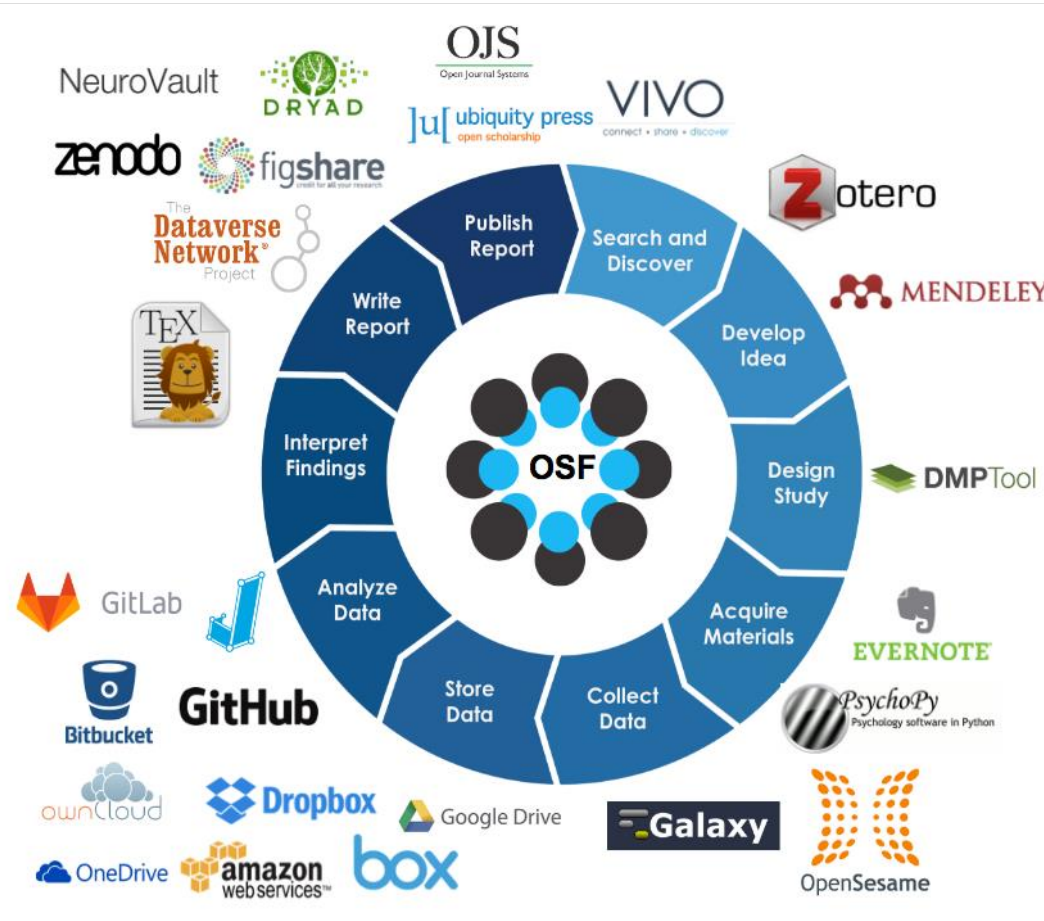 OJS
Open Journal Systems
NeuroVault
DRYAD
]u[ ubiquity press
open scholarship
VIVO
connect • share • discover
zenodo
figshare
credit for all your research
Zotero
The
Dataverse
Network®
Project
MENDELEY
TEX
Publish
Report
Search and
Discover
Develop
Idea
Design
Study
Acquire
Materials
Collect
Data
Store
Data
Analyze
Data
Interpret
Findings
Write
Report
OSF
DMPTool
GitLab
EVERNOTE®
Bitbucket
GitHub
PsychoPy
Psychology software in Python
ownCloud
Dropbox
Google Drive
Galaxy
OneDrive
amazon
web services™
box
OpenSesame